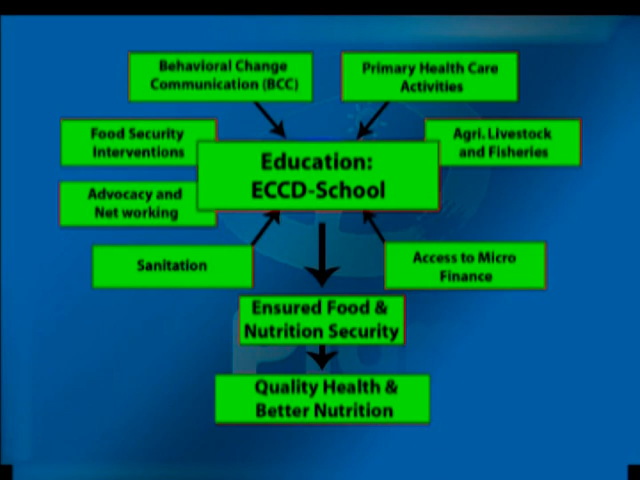 Behavioral Change
Communication (BCC)
Primary Health Care
Activities
Food Security
Interventions
Agri. Livestock
and Fisheries
Education:
ECCD-School
Advocacy and
Net working
Sanitation
Access to Micro
Finance
Ensured Food &
Nutrition Security
Quality Health &
Better Nutrition